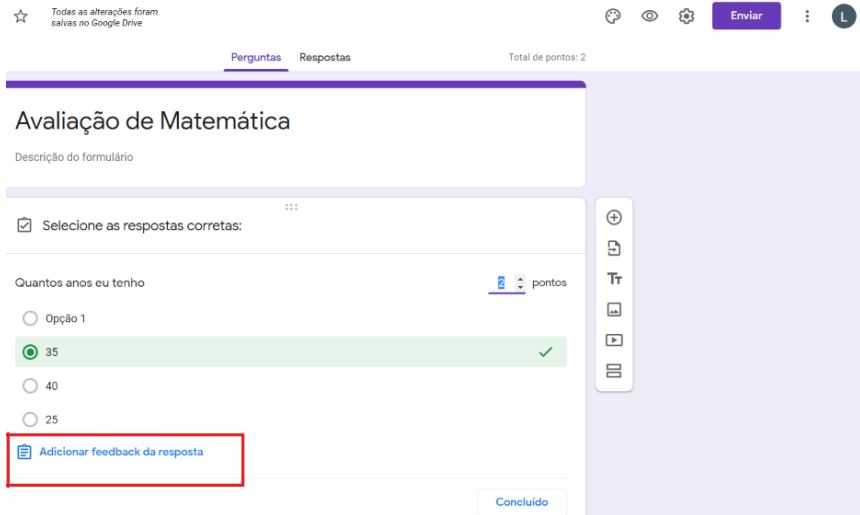 Todas as alterações foram
salvas no Google Drive
Enviar
L
Perguntas Respostas Total de pontos: 2
Avaliação de Matemática
Descrição do formulário
Selecione as respostas corretas:
Quantos anos eu tenho 2 pontos
Opção 1
35
40
25
Adicionar feedback da resposta
Concluído
Tт